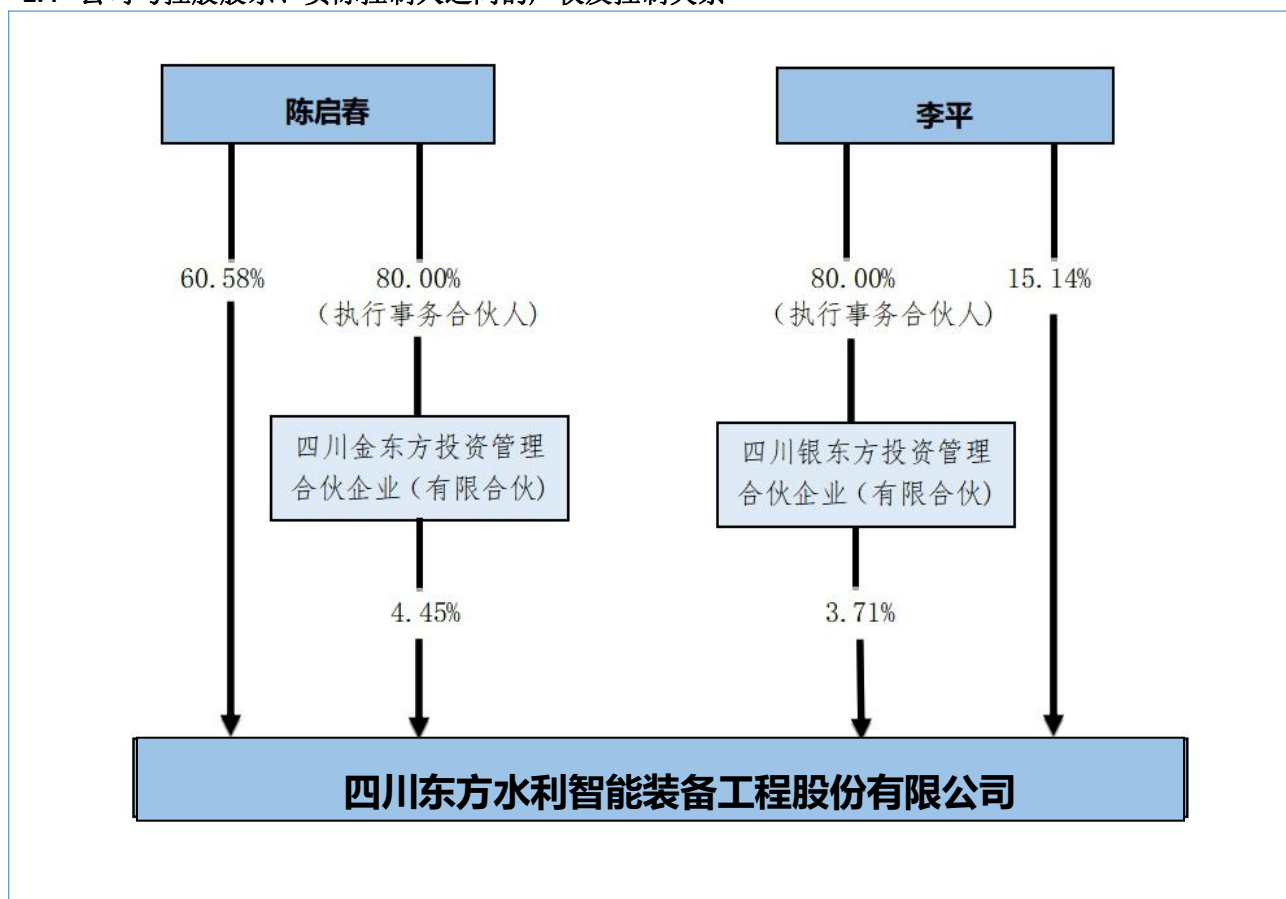 陈启春
李平
60.58%
80.00%
(执行事务合伙人)
80.00%
(执行事务合伙人)
15.14%
四川金东方投资管理
合伙企业(有限合伙)
四川银东方投资管理
合伙企业(有限合伙)
4.45%
3.71%
四川东方水利智能装备工程股份有限公司